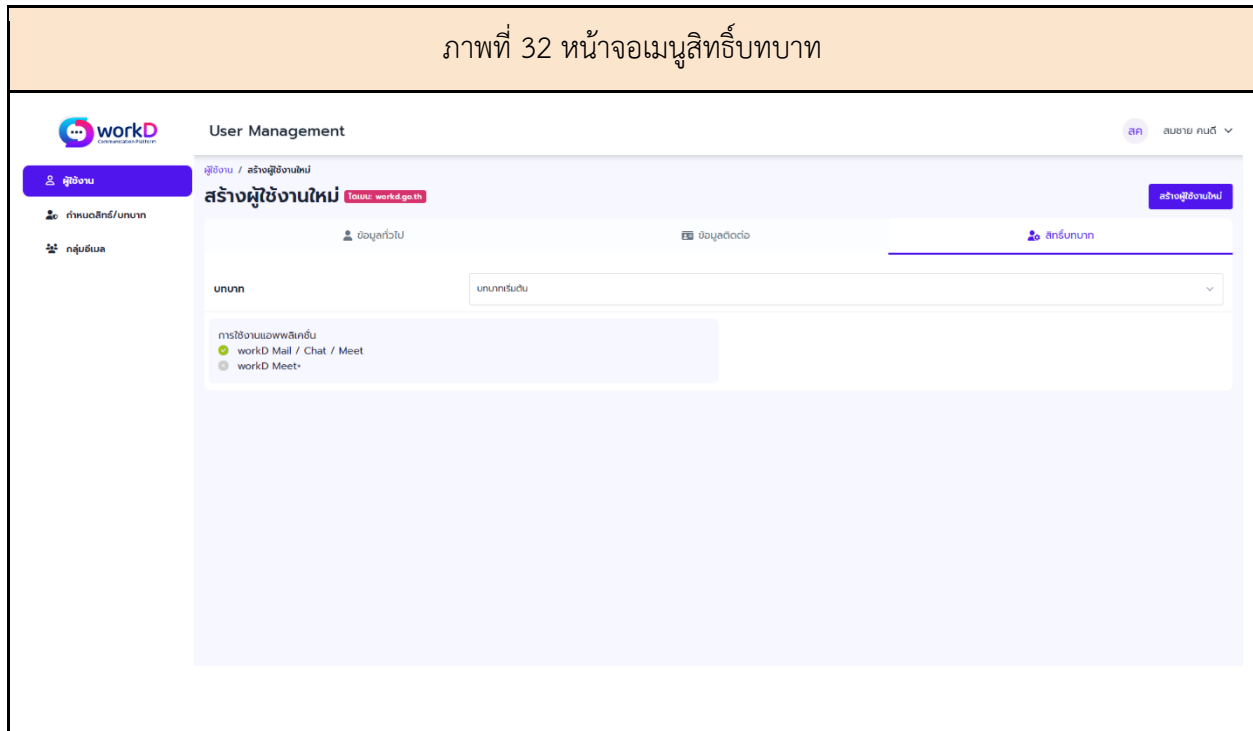 ภาพที่ 32 หน้าจอเมนูสิทธิ์บทบาท
workD
Communication Platform
User Management
สค
สมชาย คนดี
ผู้ใช้งาน
กำหนดสิทธิ์/บทบาท
กลุ่มอีเมล
ผู้ใช้งาน / สร้างผู้ใช้งานใหม่
สร้างผู้ใช้งานใหม่ โดเมน: workd.go.th
สร้างผู้ใช้งานใหม่
ข้อมูลทั่วไป
ข้อมูลติดต่อ
สิทธิ์บทบาท
บทบาท
บทบาทเริ่มต้น
การใช้งานแอพพลิเคชั่น
workD Mail / Chat / Meet
workD Meet+